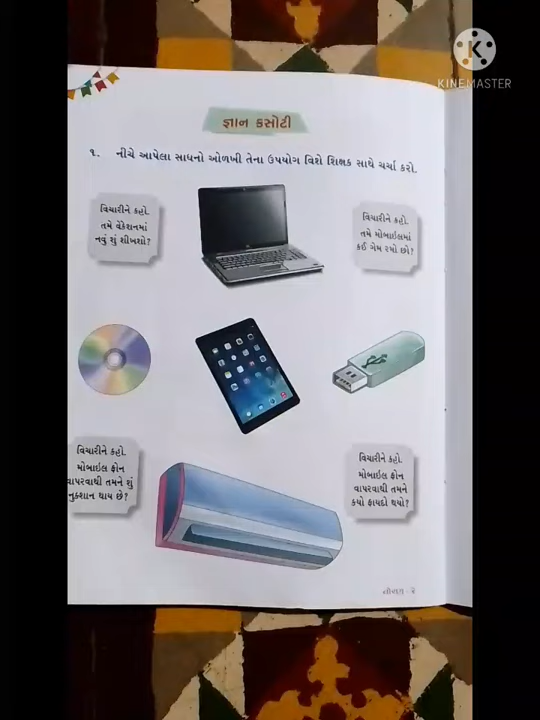 KINEMASTER
જ્ઞાન કસોટી
૧. નીચે આપેલા સાધનો ઓળખી તેના ઉપયોગ વિશે શિક્ષક સાથે ચર્ચા કરો.
વિચારીને કહો.
તમે વેકેશનમાં
નવું શું શીખશો?
વિચારીને કહો.
તમે મોબાઇલમાં
કઈ ગેમ રમો છો?
વિચારીને કહો.
મોબાઇલ ફોન
વાપરવાથી તમને શું
નુકશાન થાય છે?
વિચારીને કહો.
મોબાઇલ ફોન
વાપરવાથી તમને
કયો ફાયદો થયો?